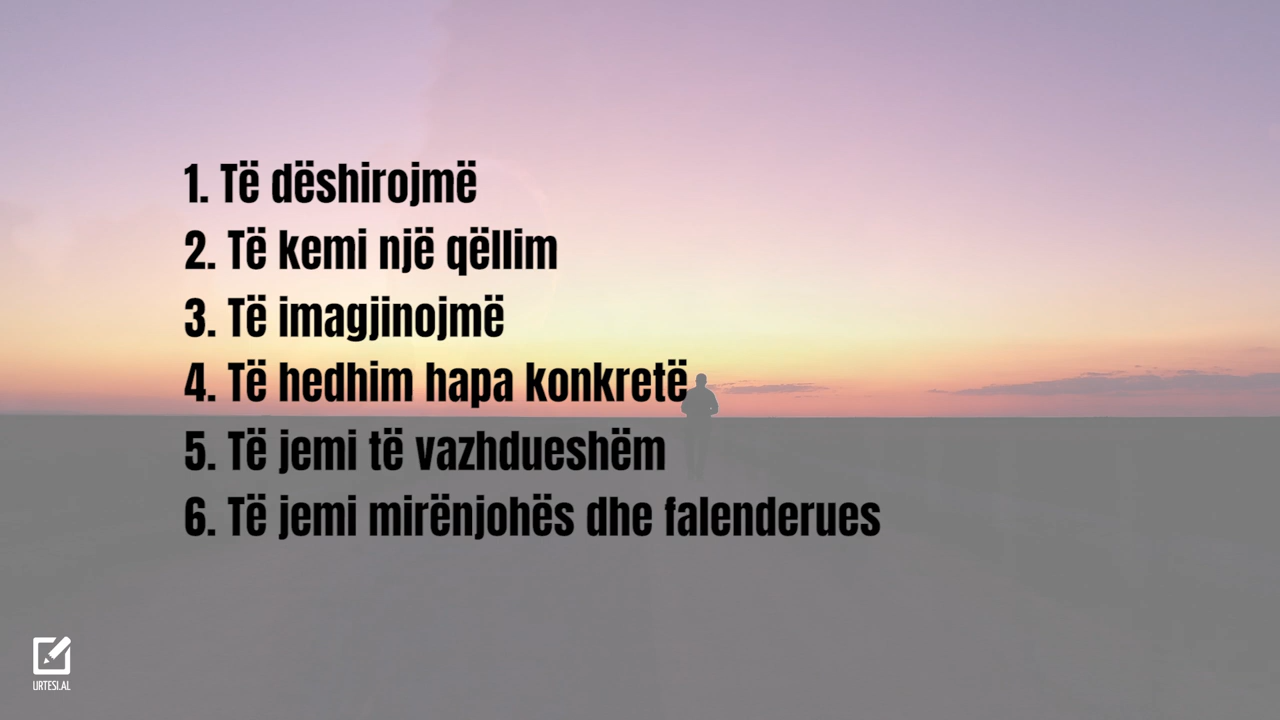 1. Të dëshirojmë
2. Të kemi një qëllim
3. Të imagjinojmë
4. Të hedhim hapa konkretë
5. Të jemi të vazhdueshëm
6. Të jemi mirënjohës dhe falenderues
URTESI.AL